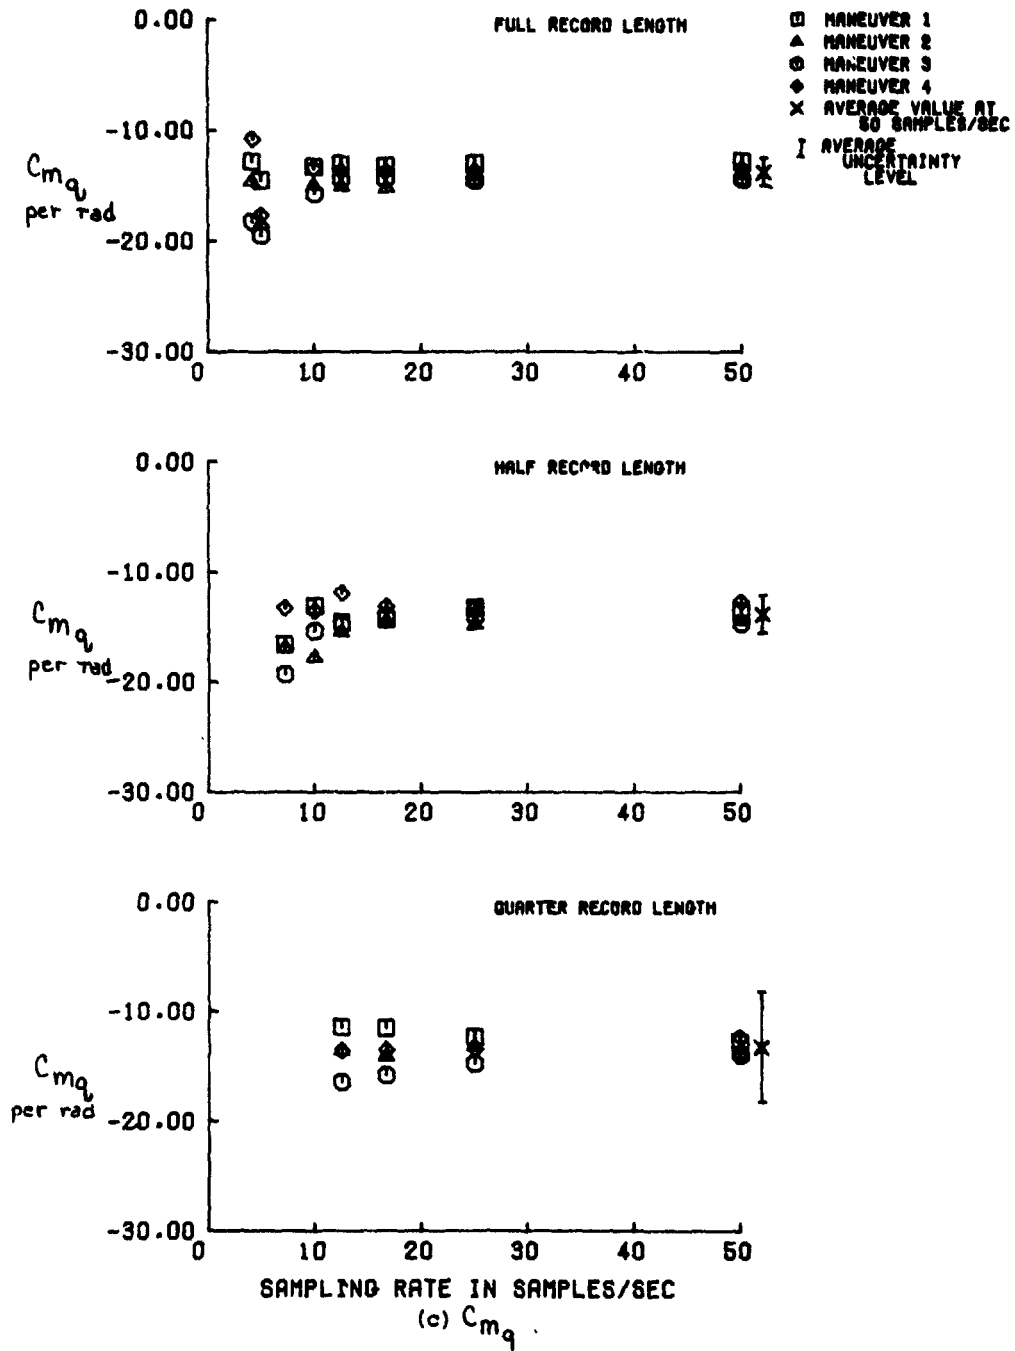 FULL RECORD LENGTH
MANEUVER 1
MANEUVER 2
MANEUVER 3
MANEUVER 4
AVERAGE VALUE AT
50 SAMPLES/SEC
AVERAGE
UNCERTAINTY
LEVEL
0.00
-10.00
-20.00
-30.00
Cmq
per rad
0 10 20 30 40 50
HALF RECORD LENGTH
0.00
-10.00
-20.00
-30.00
Cmq
per rad
0 10 20 30 40 50
QUARTER RECORD LENGTH
0.00
-10.00
-20.00
-30.00
Cmq
per rad
0 10 20 30 40 50
SAMPLING RATE IN SAMPLES/SEC
(c) Cmq